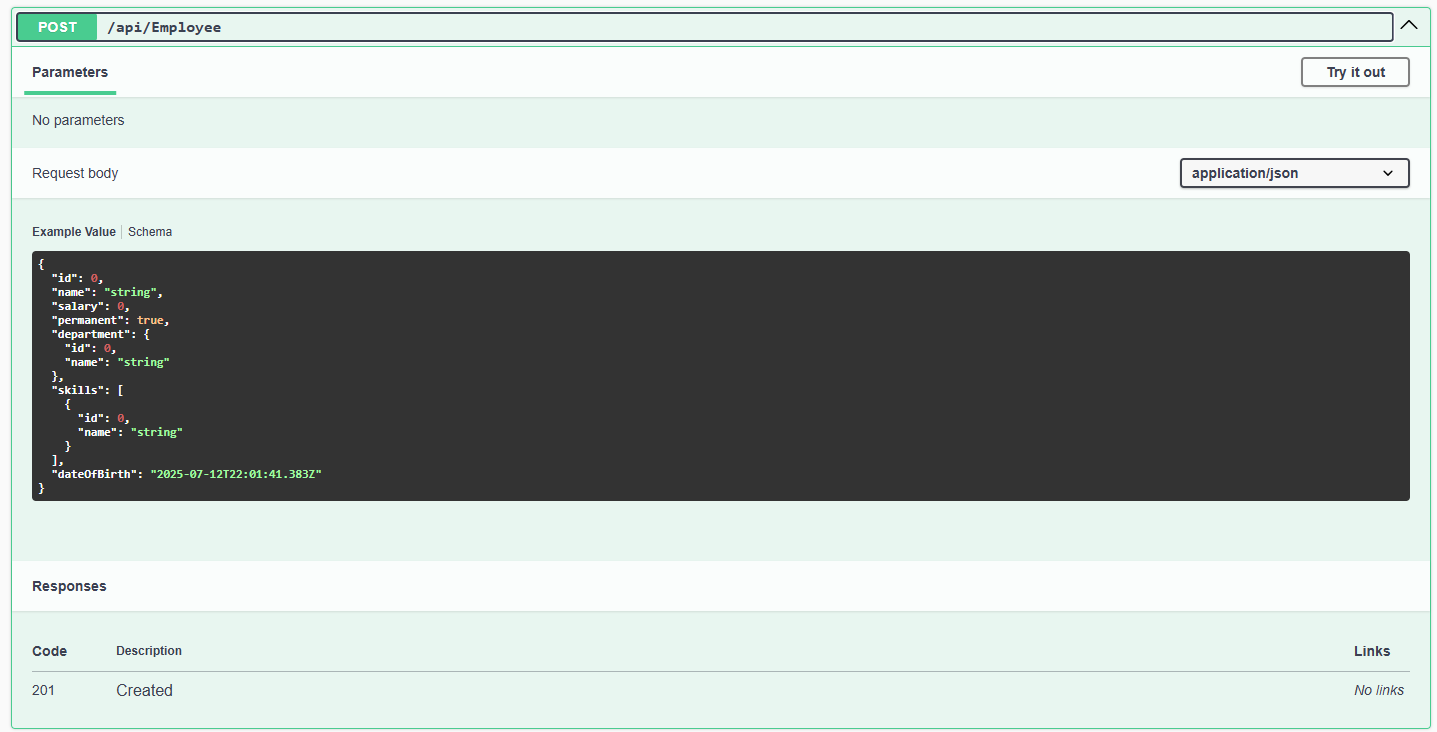 POST /api/Employee
Parameters Try it out
No parameters
Request body application/json
Example Value | Schema
{
  "id": 0,
  "name": "string",
  "salary": 0,
  "permanent": true,
  "department": {
    "id": 0,
    "name": "string"
  },
  "skills": [
    {
      "id": 0,
      "name": "string"
    }
  ],
  "dateOfBirth": "2025-07-12T22:01:41.383Z"
}
Responses
Code Description Links
201 Created No links